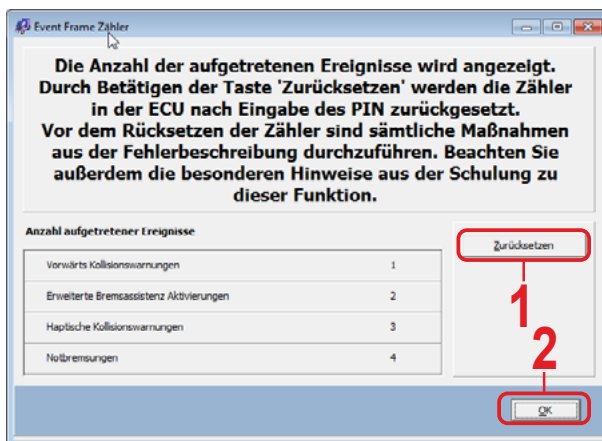 Event Frame Zähler
Die Anzahl der aufgetretenen Ereignisse wird angezeigt.
Durch Betätigen der Taste 'Zurücksetzen' werden die Zähler
in der ECU nach Eingabe des PIN zurückgesetzt.
Vor dem Rücksetzen der Zähler sind sämtliche Maßnahmen
aus der Fehlerbeschreibung durchzuführen. Beachten Sie
außerdem die besonderen Hinweise aus der Schulung zu
dieser Funktion.
Anzahl aufgetretener Ereignisse
Vorwärts Kollisionswarnungen 1
Erweiterte Bremsassistenz Aktivierungen 2
Haptische Kollisionswarnungen 3
Notbremsungen 4
Zurücksetzen
1
2
OK